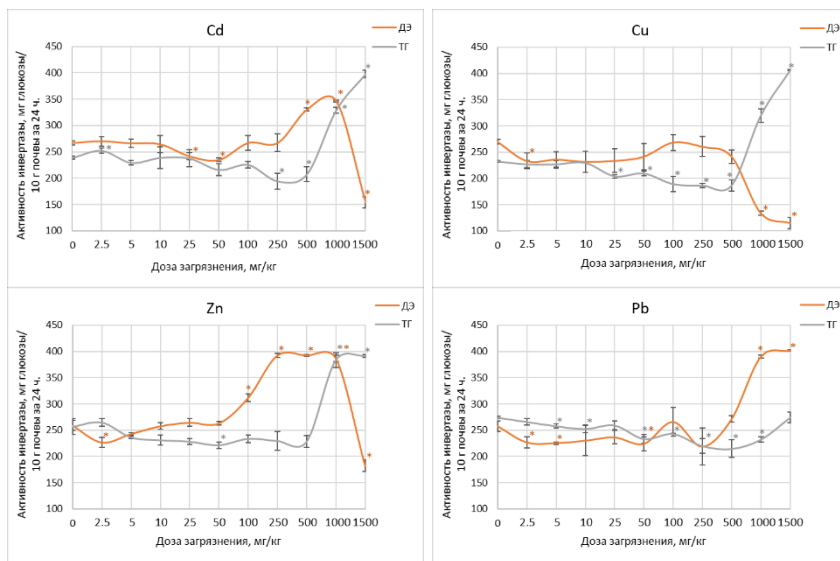 Cd
ДЭ
ТГ
Активность инвертазы, мг глюкозы/
10 г почвы за 24 ч.
450
400
350
300
250
200
150
100
0 2.5 5 10 25 50 100 250 500 1000 1500
Доза загрязнения, мг/кг
Cu
ДЭ
ТГ
Активность инвертазы, мг глюкозы/
10 г почвы за 24 ч.
450
400
350
300
250
200
150
100
0 2.5 5 10 25 50 100 250 500 1000 1500
Доза загрязнения, мг/кг
Zn
ДЭ
ТГ
Активность инвертазы, мг глюкозы/
10 г почвы за 24 ч.
450
400
350
300
250
200
150
100
0 2.5 5 10 25 50 100 250 500 1000 1500
Доза загрязнения, мг/кг
Pb
ДЭ
ТГ
Активность инвертазы, мг глюкозы/
10 г почвы за 24 ч.
450
400
350
300
250
200
150
100
0 2.5 5 10 25 50 100 250 500 1000 1500
Доза загрязнения, мг/кг